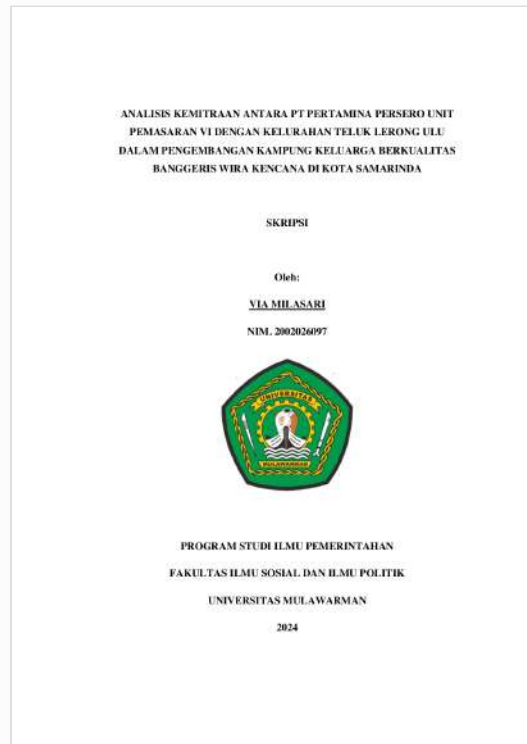 ANALISIS KEMITRAAN ANTARA PT PERTAMINA PERSERO UNIT
PEMASARAN VI DENGAN KELURAHAN TELUK LERONG ULU
DALAM PENGEMBANGAN KAMPUNG KELUARGA BERKUALITAS
BANGGERIS WIRA KENCANA DI KOTA SAMARINDA
SKRIPSI
Oleh:
VIA MILASARI
NIM. 2002026097
UNIVERSITAS
MULAWARMAN
PROGRAM STUDI ILMU PEMERINTAHAN
FAKULTAS ILMU SOSIAL DAN ILMU POLITIK
UNIVERSITAS MULAWARMAN
2024